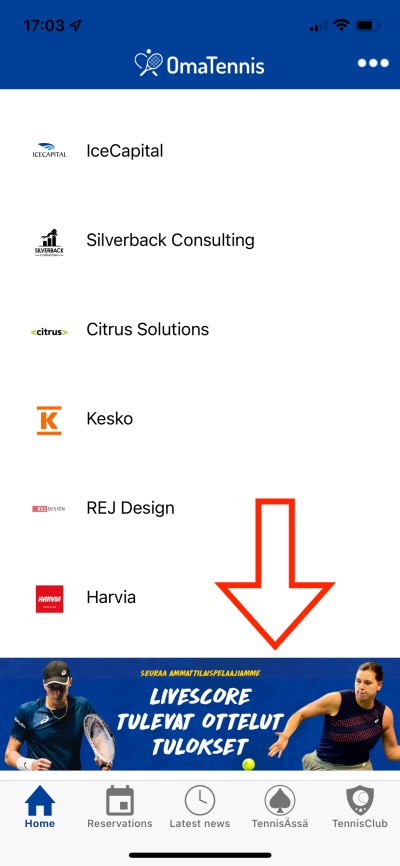 17:03
OmaTennis
ICECAPITAL
IceCapital
SILVERBACK
CONSULTING
Silverback Consulting
<citrus>
Citrus Solutions
K
Kesko
REJ DESIGN
REJ Design
HARVIA
Harvia
SEURAA AMMATTILAISPELAAJIAMME
LIVESCORE
TULEVAT OTTELUT
TULOKSET
Home
Reservations
Latest news
TennisÄssä
TennisClub